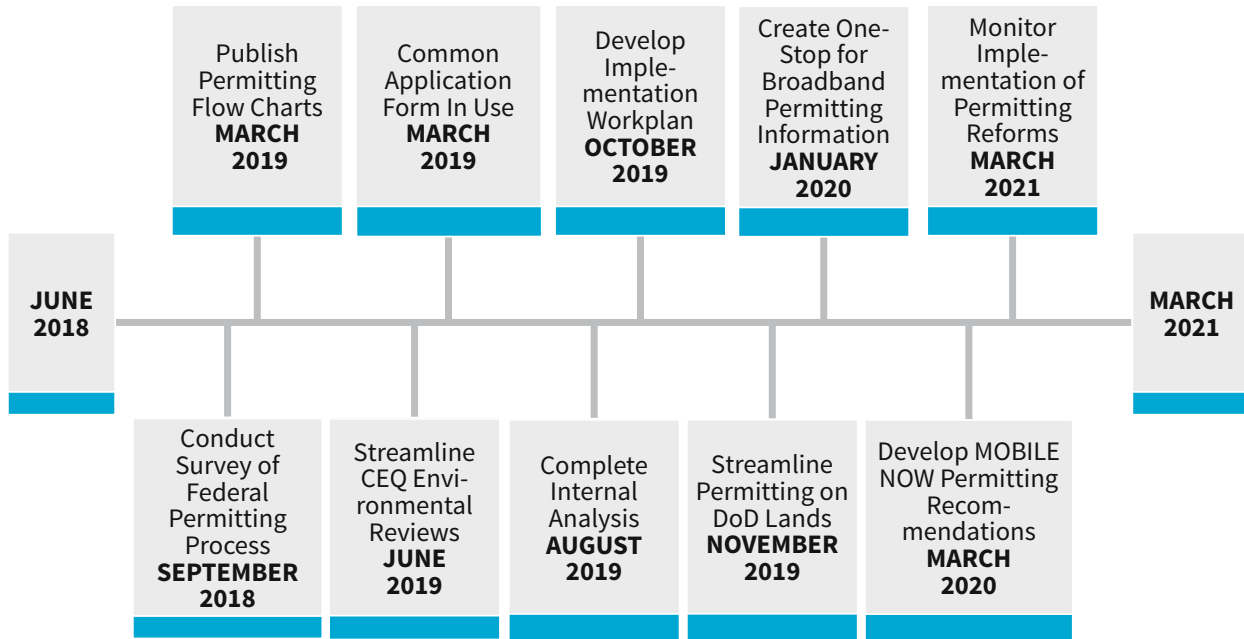 Publish
Permitting
Flow Charts
MARCH
2019
Common
Application
Form In Use
MARCH
2019
Develop
Imple-
mentation
Workplan
OCTOBER
2019
Create One-
Stop for
Broadband
Permitting
Information
JANUARY
2020
Monitor
Imple-
mentation of
Permitting
Reforms
MARCH
2021
JUNE
2018
MARCH
2021
Conduct
Survey of
Federal
Permitting
Process
SEPTEMBER
2018
Streamline
CEQ Envi-
ronmental
Reviews
JUNE
2019
Complete
Internal
Analysis
AUGUST
2019
Streamline
Permitting on
DoD Lands
NOVEMBER
2019
Develop MOBILE
NOW Permitting
Recom-
mendations
MARCH
2020